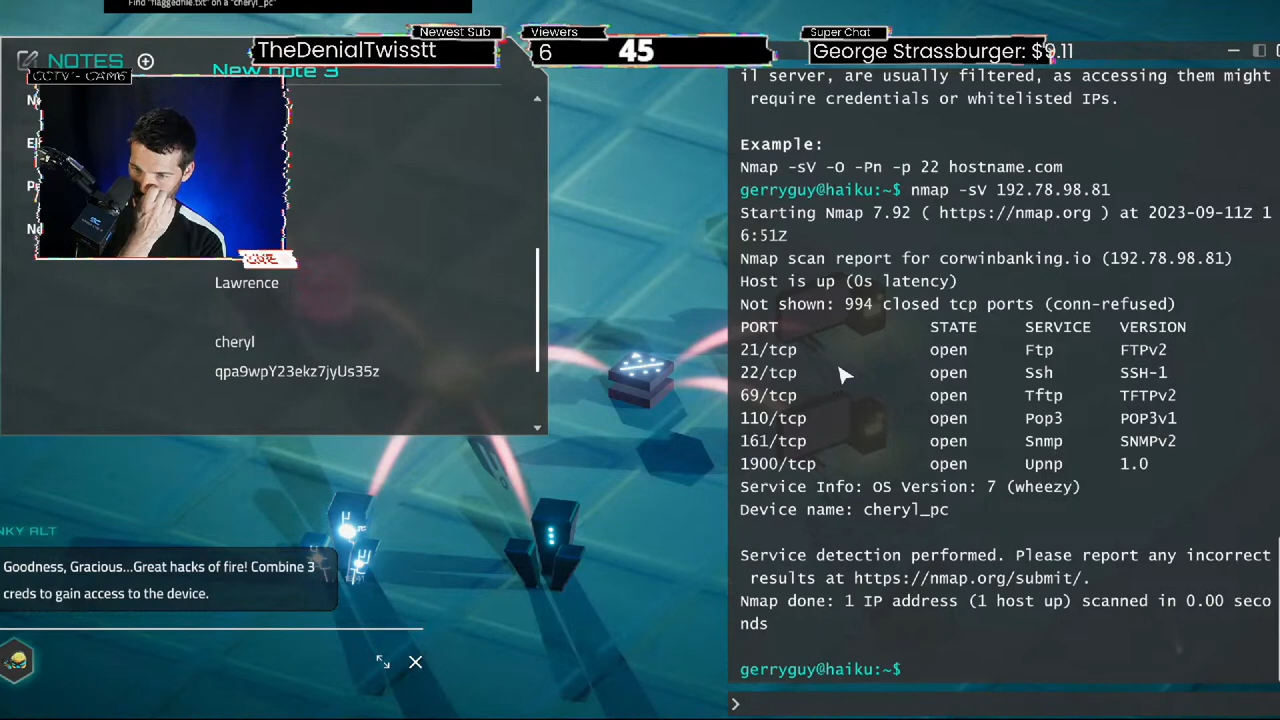 Find "flaggedfile.txt" on a "cheryl_pc"
Newest Sub
TheDenialTwisstt
Viewers
6
45
Super Chat
George Strassburger: $9.11
NOTES
CCTV - CAM6
New note 3
Lawrence
cheryl
qpa9wpY23ekz7jyUs35z
Goodness, Gracious...Great hacks of fire! Combine 3
creds to gain access to the device.
il server, are usually filtered, as accessing them might
require credentials or whitelisted IPs.
Example:
Nmap -sV -O -Pn -p 22 hostname.com
gerryguy@haiku:~$ nmap -sV 192.78.98.81
Starting Nmap 7.92 ( https://nmap.org ) at 2023-09-11Z 1
6:51Z
Nmap scan report for corwinbanking.io (192.78.98.81)
Host is up (0s latency)
Not shown: 994 closed tcp ports (conn-refused)
PORT STATE SERVICE VERSION
21/tcp open Ftp FTPv2
22/tcp open Ssh SSH-1
69/tcp open Tftp TFTPv2
110/tcp open Pop3 POP3v1
161/tcp open Snmp SNMPv2
1900/tcp open Upnp 1.0
Service Info: OS Version: 7 (wheezy)
Device name: cheryl_pc
Service detection performed. Please report any incorrect
results at https://nmap.org/submit/.
Nmap done: 1 IP address (1 host up) scanned in 0.00 seco
nds
gerryguy@haiku:~$